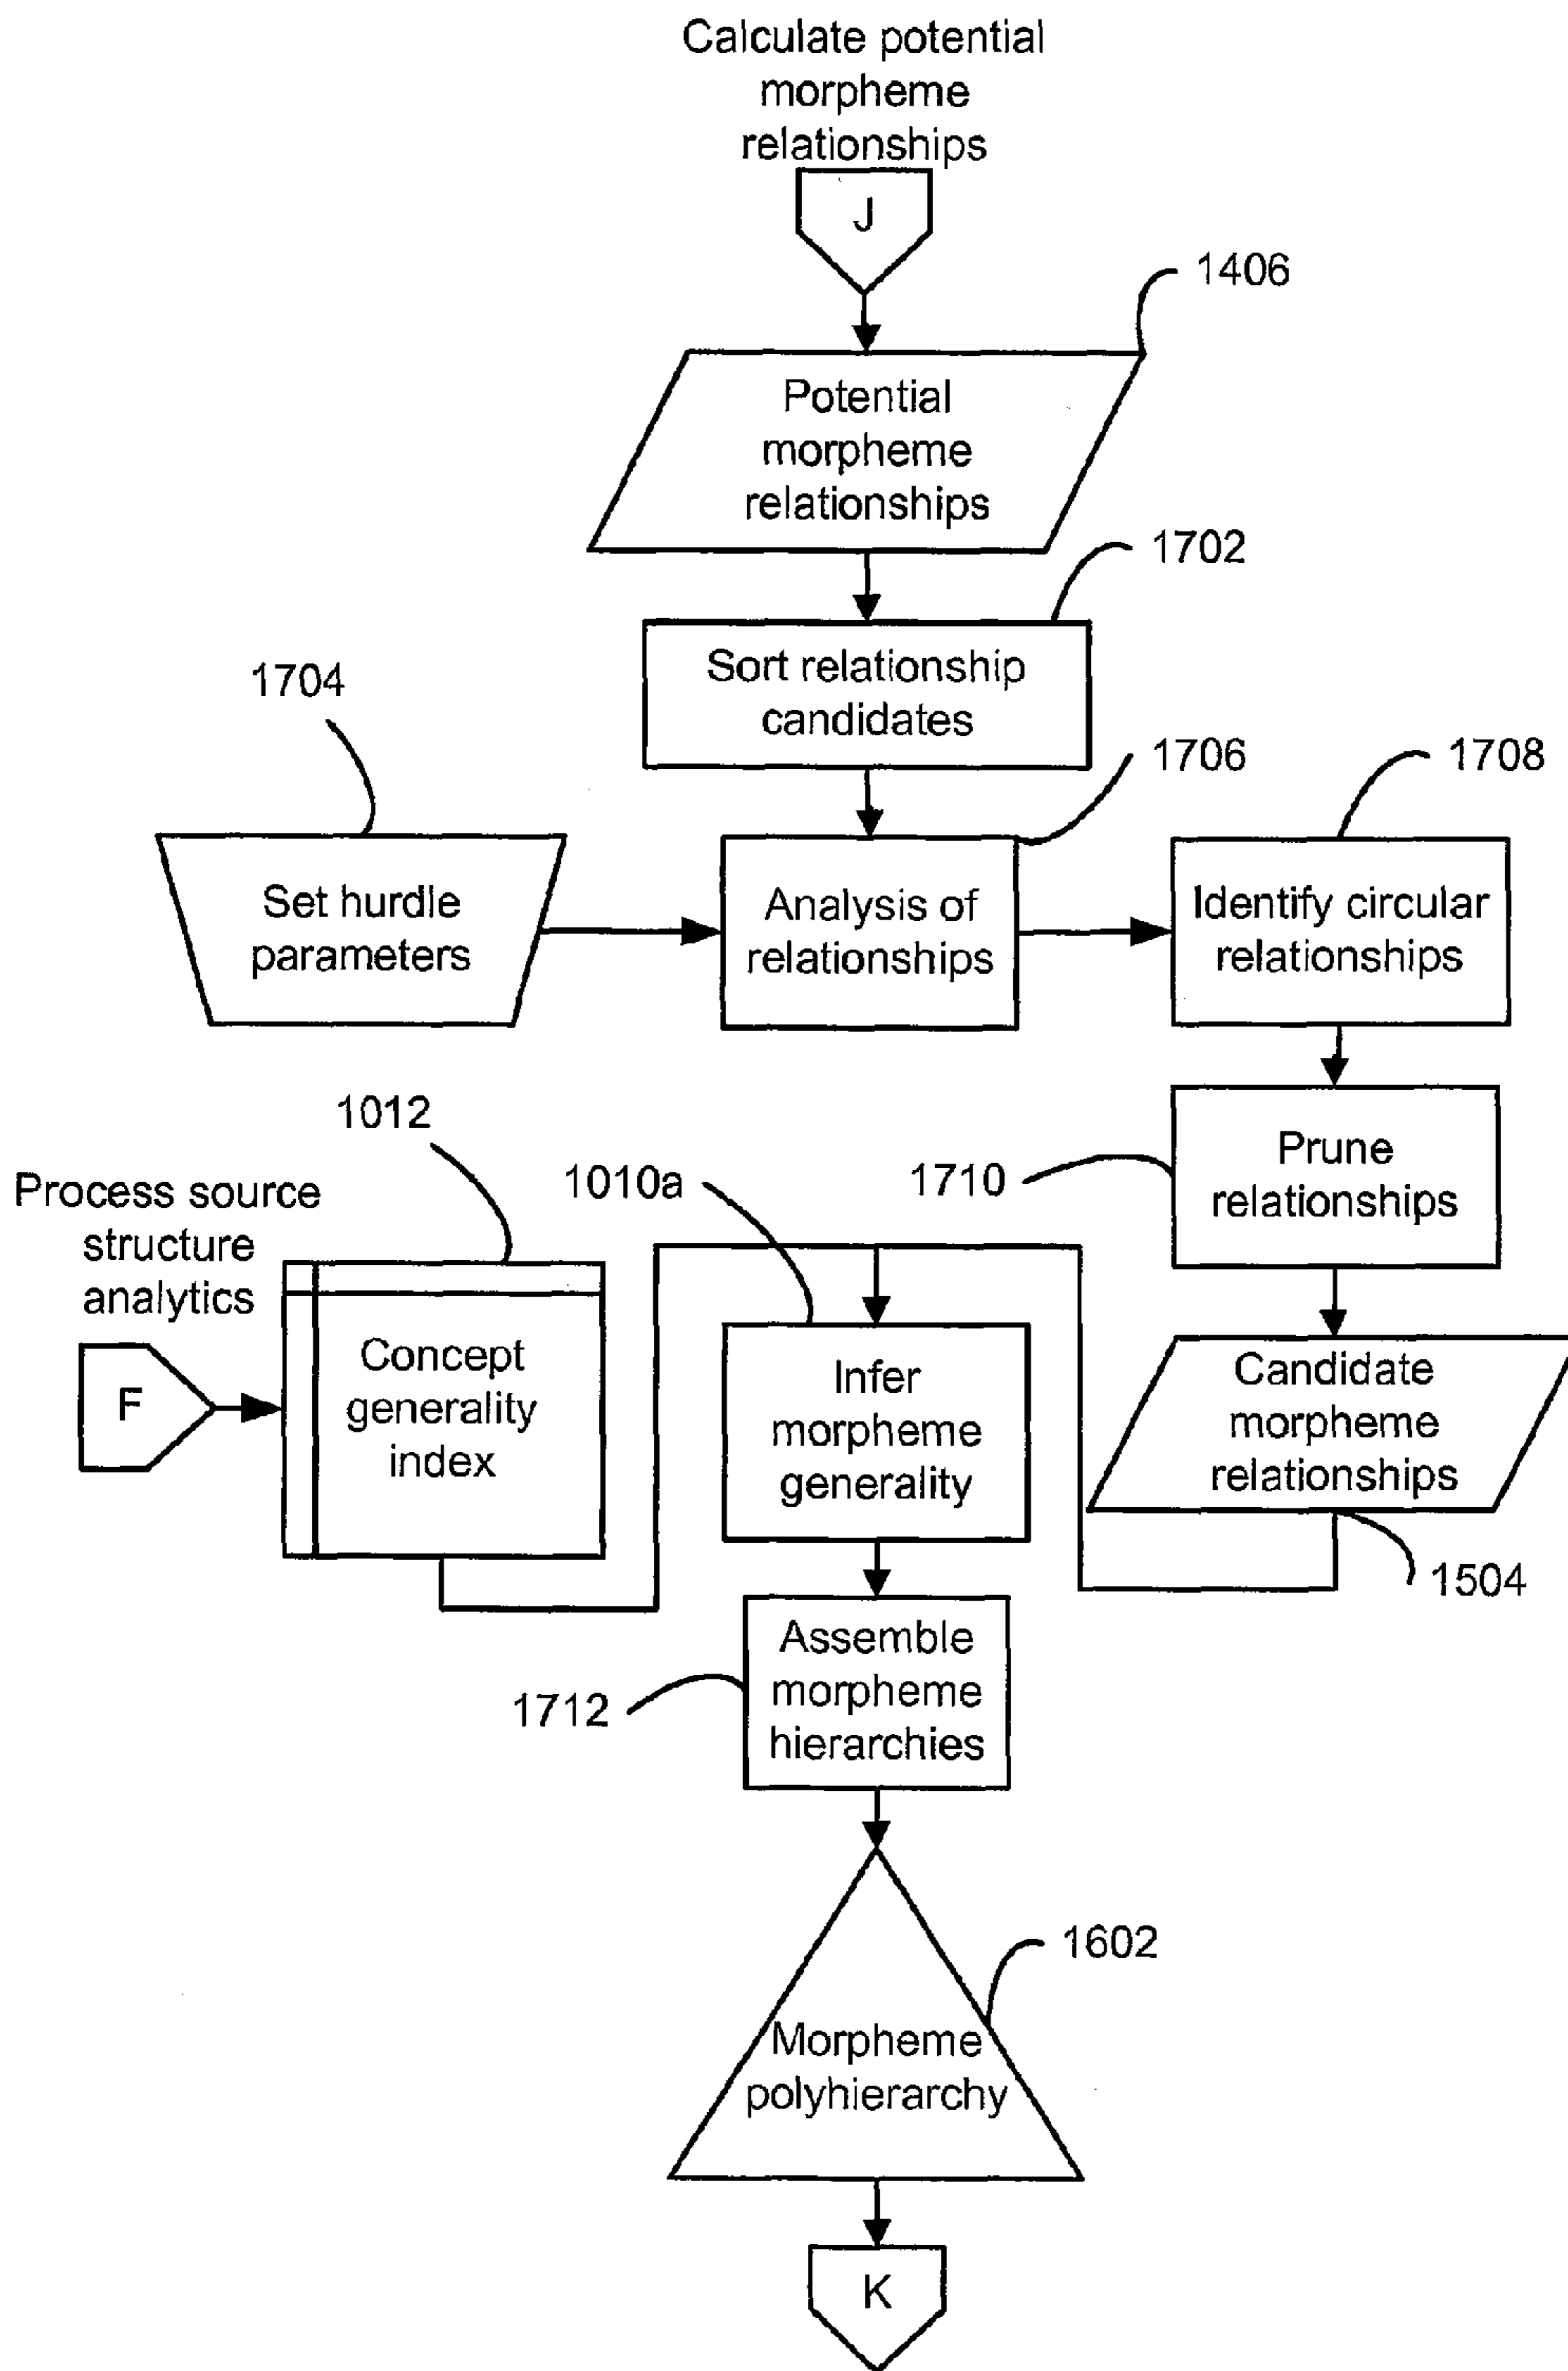 Calculate potential
morpheme
relationships
J
1406
Potential
morpheme
relationships
1702
Sort relationship
candidates
1704
1706
1708
Set hurdle
parameters
Analysis of
relationships
Identify circular
relationships
1012
1010a
1710
Prune
relationships
Process source
structure
analytics
F
Concept
generality
index
Infer
morpheme
generality
Candidate
morpheme
relationships
1504
Assemble
morpheme
hierarchies
1712
1602
Morpheme
polyhierarchy
K